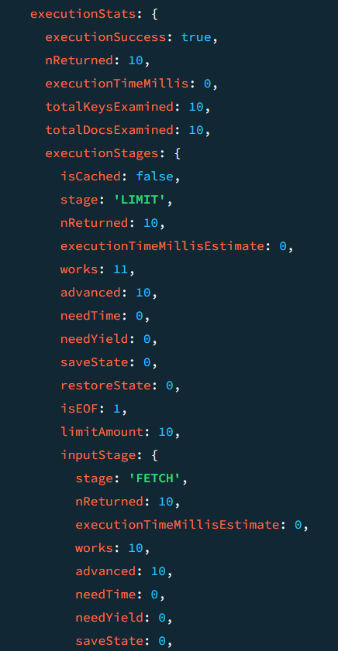 executionStats: {
executionSuccess: true,
nReturned: 10,
executionTimeMillis: 0,
totalKeysExamined: 10,
totalDocsExamined: 10,
executionStages: {
isCached: false,
stage: 'LIMIT',
nReturned: 10,
executionTimeMillisEstimate: 0,
works: 11,
advanced: 10,
needTime: 0,
needYield: 0,
saveState: 0,
restoreState: 0,
isEOF: 1,
limitAmount: 10,
inputStage: {
stage: 'FETCH',
nReturned: 10,
executionTimeMillisEstimate: 0,
works: 10,
advanced: 10,
needTime: 0,
needYield: 0,
saveState: 0,